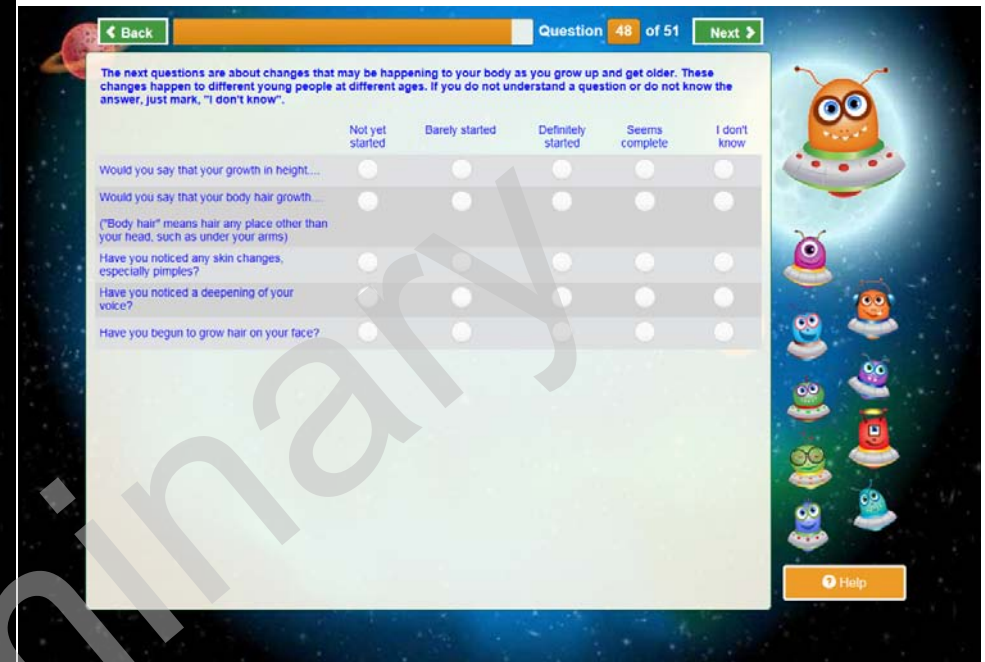 Back
Question 48 of 51
Next
The next questions are about changes that may be happening to your body as you grow up and get older. These
changes happen to different young people at different ages. If you do not understand a question or do not know the
answer, just mark, "I don't know".
Not yet started
Barely started
Definitely started
Seems complete
I don't know
Would you say that your growth in height....
Would you say that your body hair growth....
("Body hair" means hair any place other than
your head, such as under your arms)
Have you noticed any skin changes,
especially pimples?
Have you noticed a deepening of your
voice?
Have you begun to grow hair on your face?
Help